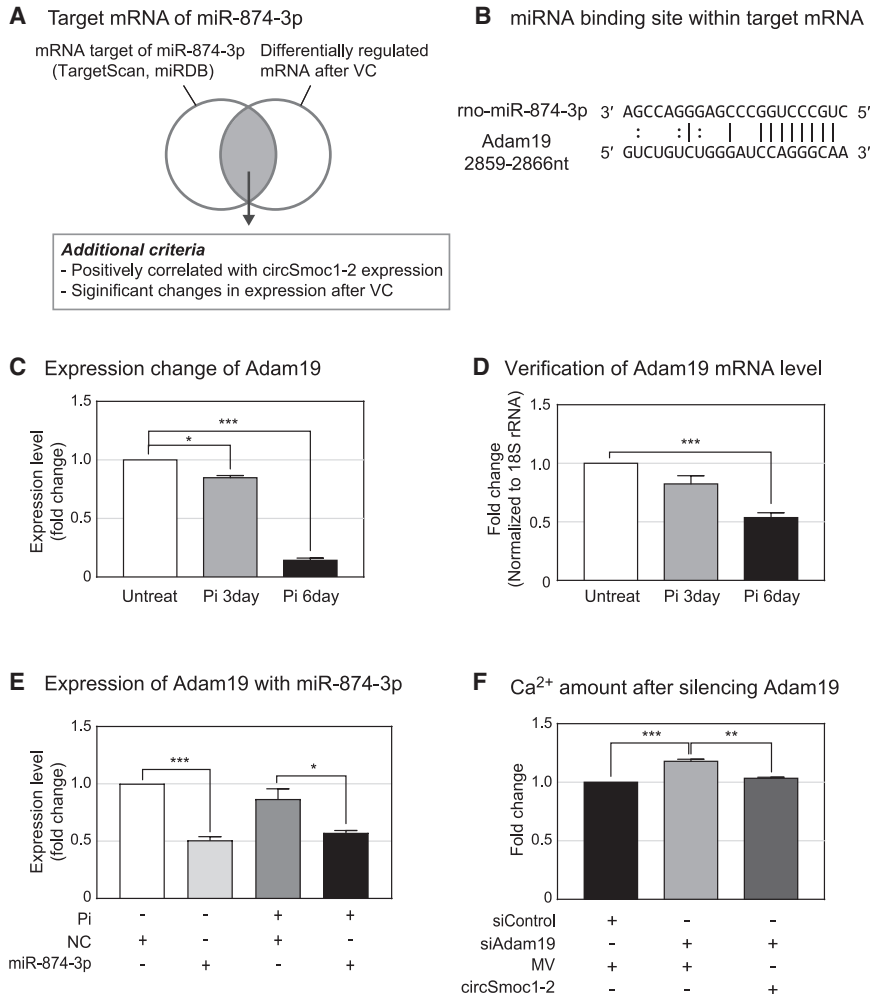 A Target mRNA of miR-874-3p
mRNA target of miR-874-3p
(TargetScan, miRDB)
Differentially regulated
mRNA after VC
Additional criteria
- Positively correlated with circSmoc1-2 expression
- Siginificant changes in expression after VC
B miRNA binding site within target mRNA
rno-miR-874-3p 3′ AGCCAGGGAGCCCGGUCCCGUC 5′
Adam19
2859-2866nt
5′ GUCUGUCUGGGAUCCAGGGCAA 3′
C Expression change of Adam19
Expression level
(fold change)
1.5
1.0
0.5
0
***
*
Untreat Pi 3day Pi 6day
D Verification of Adam19 mRNA level
Fold change
(Normalized to 18S rRNA)
1.5
1.0
0.5
0
***
Untreat Pi 3day Pi 6day
E Expression of Adam19 with miR-874-3p
Expression level
(fold change)
1.5
1.0
0.5
0
***
*
Pi - - + +
NC + - + -
miR-874-3p - + - +
F Ca2+ amount after silencing Adam19
Fold change
1.5
1.0
0.5
0
***
**
siControl + - -
siAdam19 - + +
MV + + -
circSmoc1-2 - - +